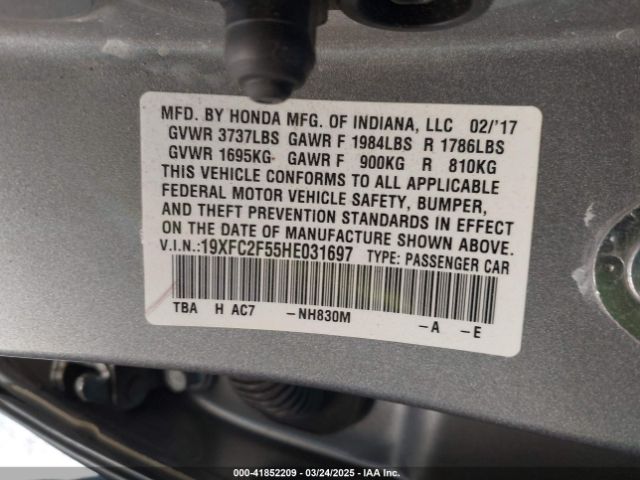 MFD. BY HONDA MFG. OF INDIANA, LLC 02/'17
GVWR 3737LBS GAWR F 1984LBS R 1786LBS
GVWR 1695KG GAWR F 900KG R 810KG
THIS VEHICLE CONFORMS TO ALL APPLICABLE
FEDERAL MOTOR VEHICLE SAFETY, BUMPER,
AND THEFT PREVENTION STANDARDS IN EFFECT
ON THE DATE OF MANUFACTURE SHOWN ABOVE.
V.I.N.:19XFC2F55HE031697 TYPE: PASSENGER CAR
TBA H AC7 -NH830M -A -E
000-41852209 - 03/24/2025 - IAA Inc.